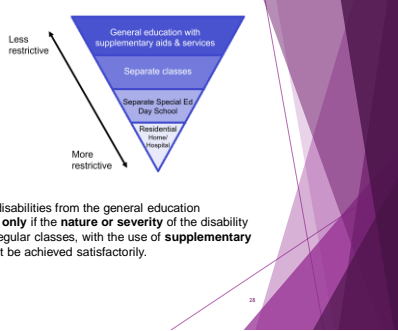 Less
restrictive
General education with
supplementary aids & services
Separate classes
Separate Special Ed
Day School
Residential
Home/
Hospital
More
restrictive
disabilities from the general education
only if the nature or severity of the disability
regular classes, with the use of supplementary
be achieved satisfactorily.
28